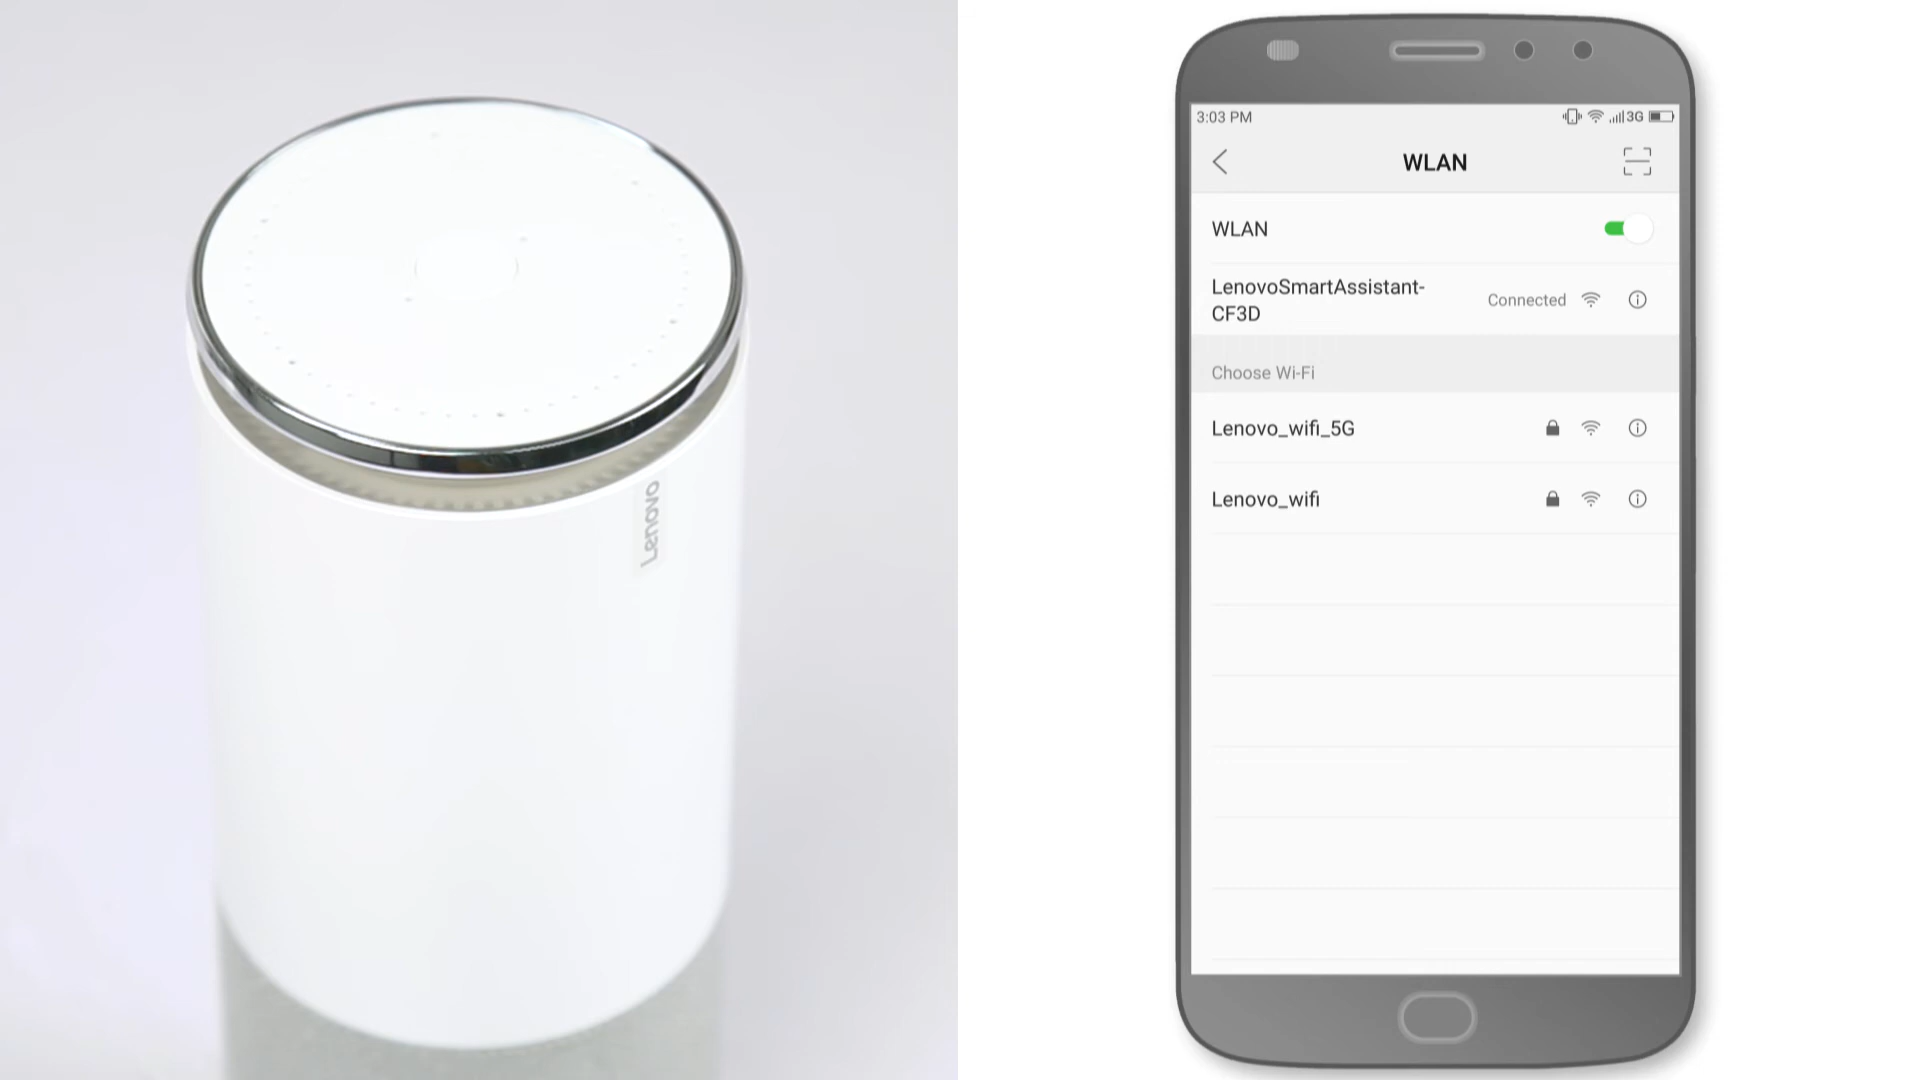 Lenovo
3:03 PM
3G
WLAN
WLAN
LenovoSmartAssistant-
CF3D
Connected
Choose Wi-Fi
Lenovo_wifi_5G
Lenovo_wifi